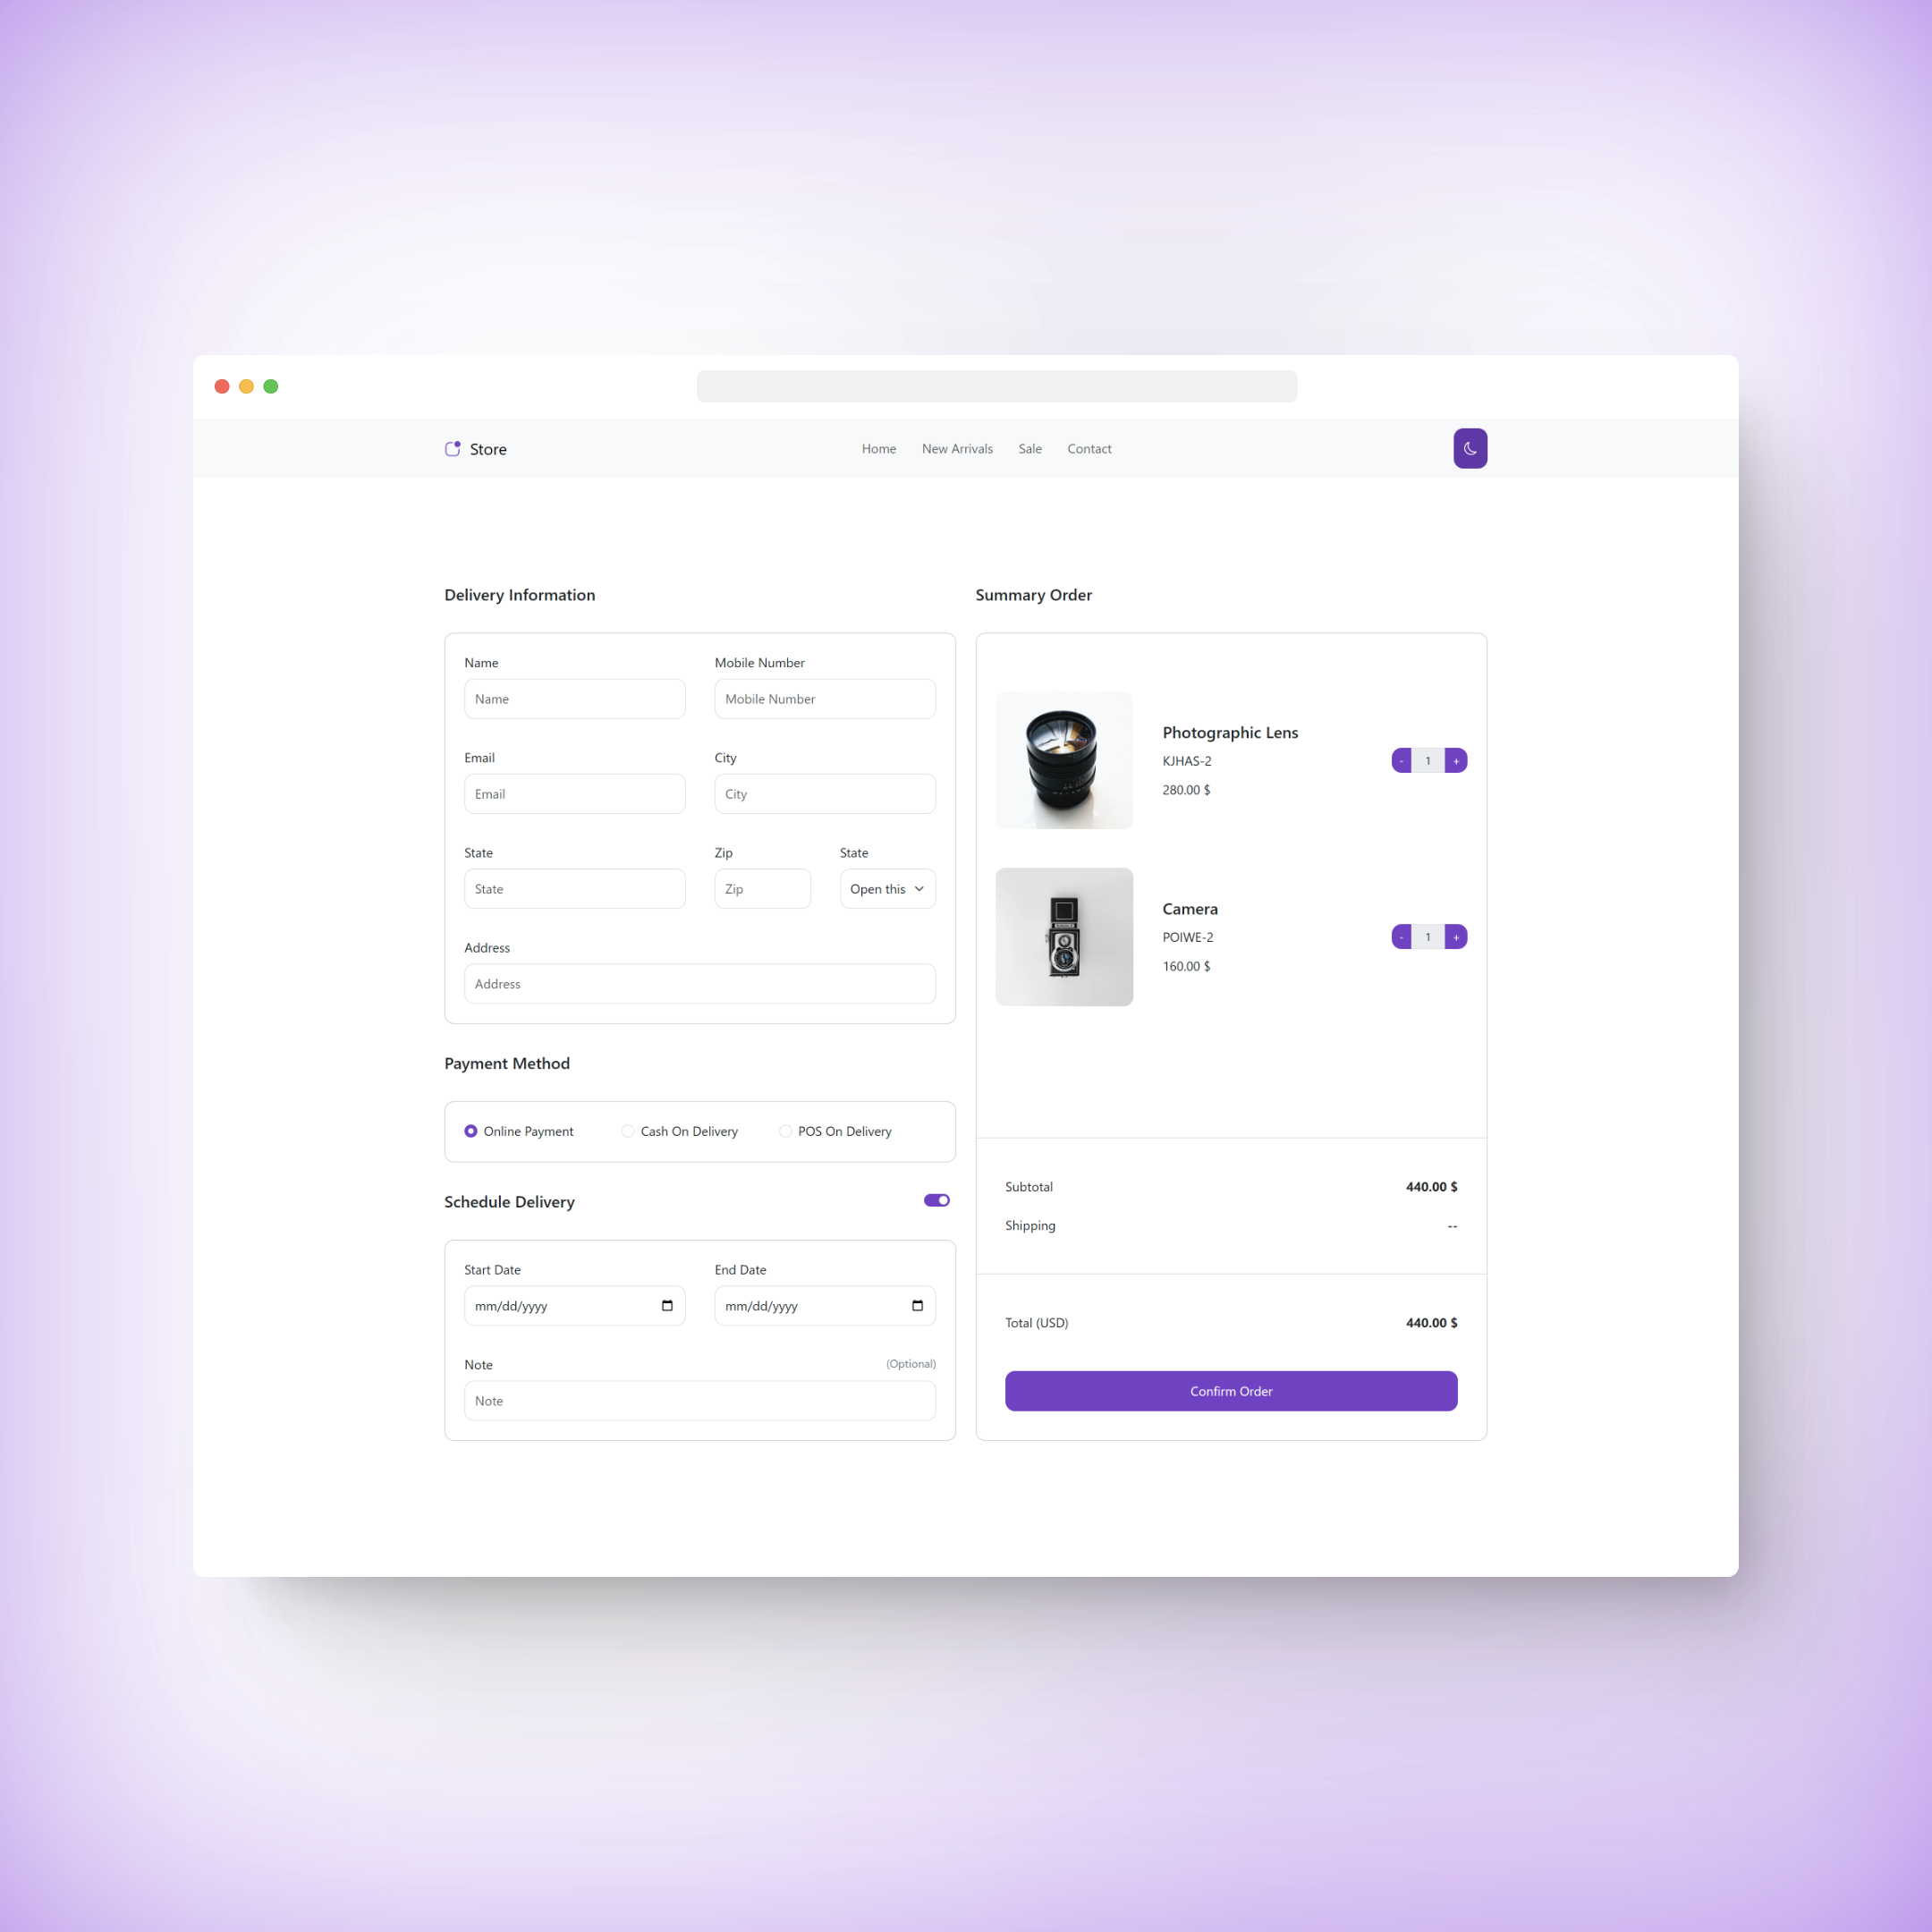 Store
Home New Arrivals Sale Contact
Delivery Information
Name Mobile Number
Name Mobile Number
Email City
Email City
State Zip State
State Zip Open this
Address
Address
Payment Method
Online Payment Cash On Delivery POS On Delivery
Schedule Delivery
Start Date End Date
mm/dd/yyyy mm/dd/yyyy
Note (Optional)
Note
Summary Order
Photographic Lens
KJHAS-2
280.00 $
- 1 +
Camera
POIWE-2
160.00 $
- 1 +
Subtotal 440.00 $
Shipping --
Total (USD) 440.00 $
Confirm Order